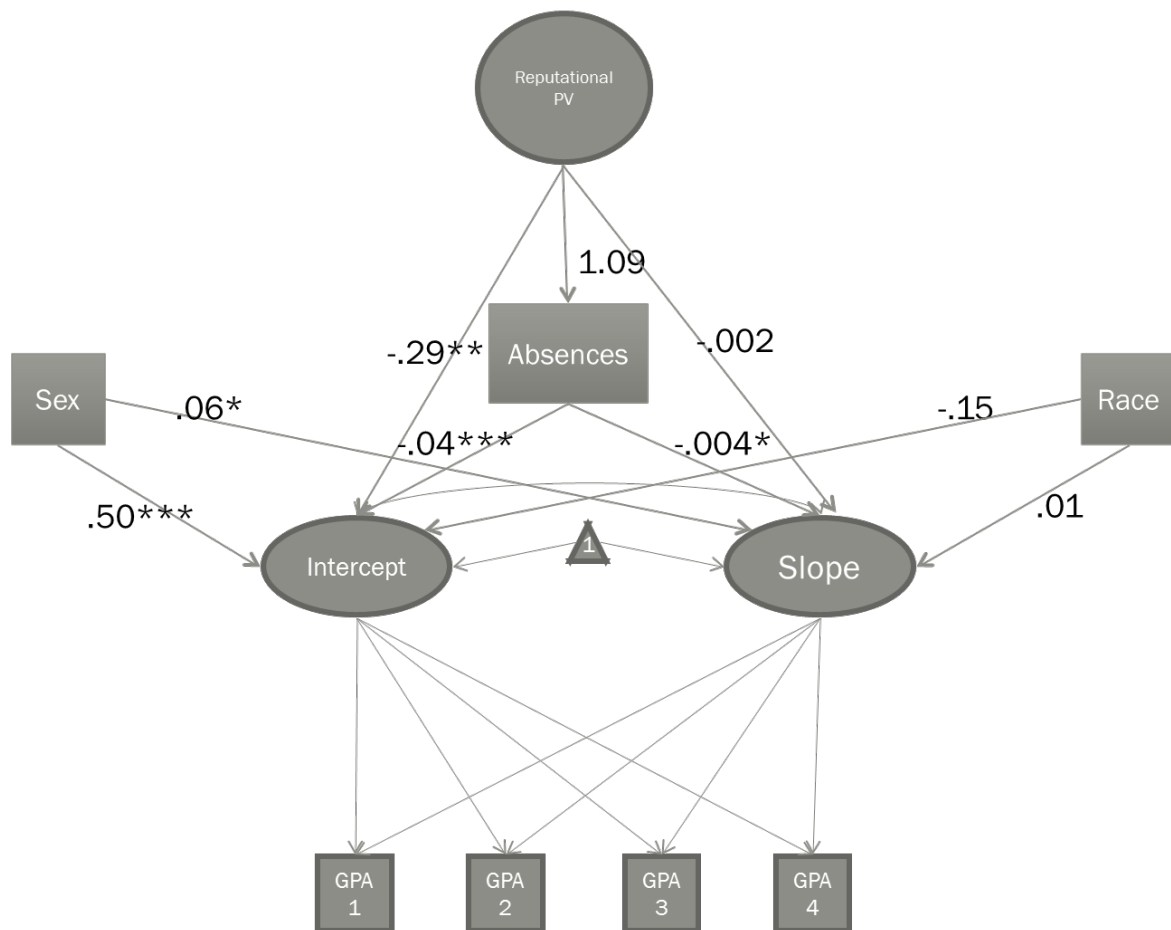 Reputational
PV
1.09
-.29**
Absences
-.002
Sex
.06*
-.15
Race
-.04***
-.004*
.50***
.01
Intercept
1
Slope
GPA
1
GPA
2
GPA
3
GPA
4